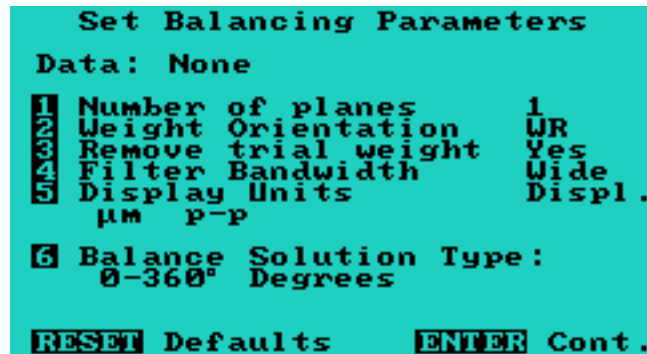 Set Balancing Parameters
Data: None
1 Number of planes 1
2 Weight Orientation WR
3 Remove trial weight Yes
4 Filter Bandwidth Wide
5 Display Units Displ.
µm p-p
6 Balance Solution Type:
0-360° Degrees
RESET Defaults ENTER Cont.